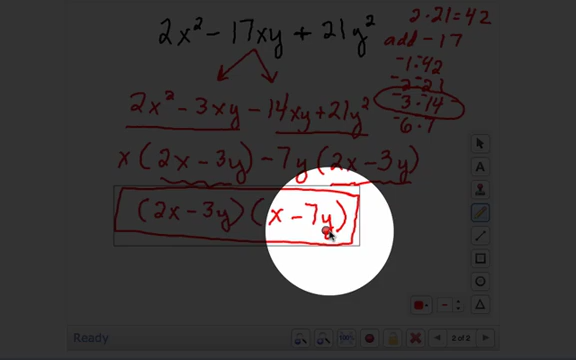 2x² - 17xy + 21y²
2·21=42
add -17
-1·-42
-2·-21
-3·-14
-6·-7
2x² - 3xy - 14xy + 21y²
x (2x - 3y) - 7y (2x - 3y)
(2x - 3y) (x - 7y)
A
Ready
2 of 2